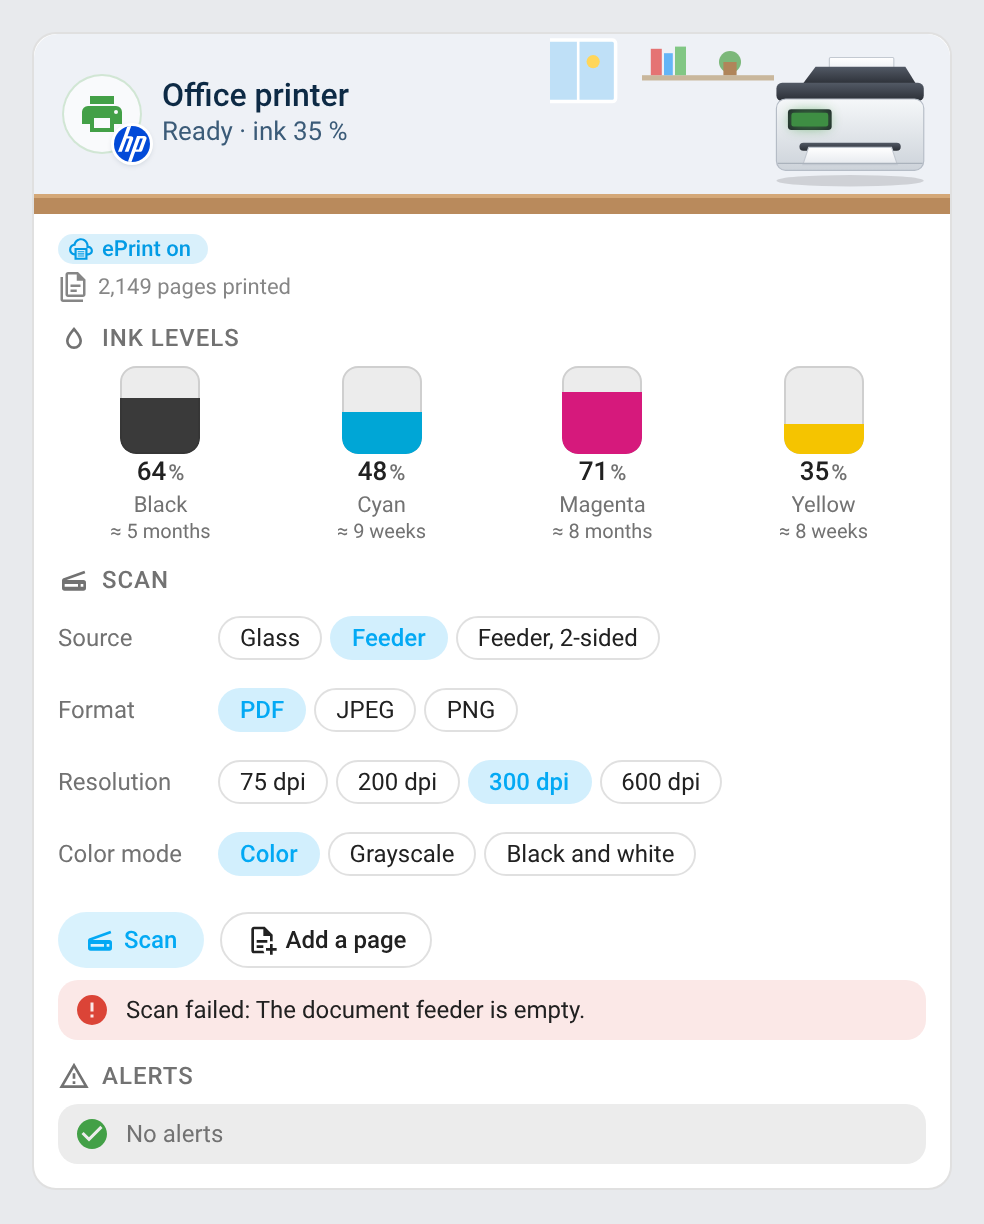 Office printer
Ready · ink 35 %
hp
ePrint on
2,149 pages printed
INK LEVELS
64% 48% 71% 35%
Black Cyan Magenta Yellow
≈ 5 months ≈ 9 weeks ≈ 8 months ≈ 8 weeks
SCAN
Source Glass Feeder Feeder, 2-sided
Format PDF JPEG PNG
Resolution 75 dpi 200 dpi 300 dpi 600 dpi
Color mode Color Grayscale Black and white
Scan Add a page
Scan failed: The document feeder is empty.
ALERTS
No alerts